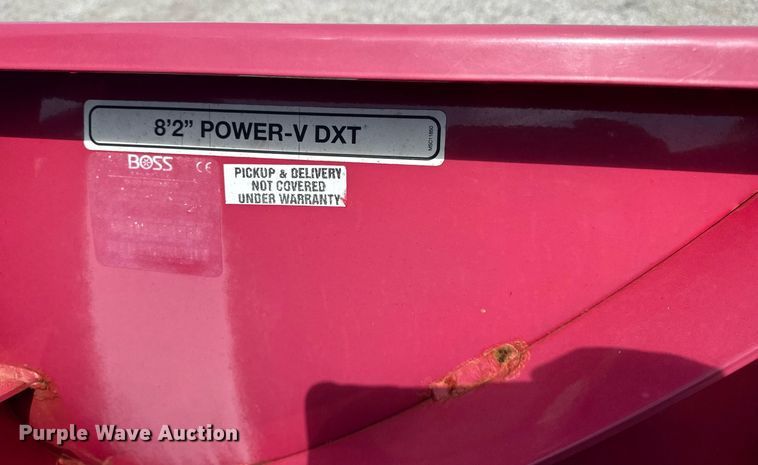 8'2" POWER-V DXT
BOSS CE
PICKUP & DELIVERY
NOT COVERED
UNDER WARRANTY
Purple Wave Auction